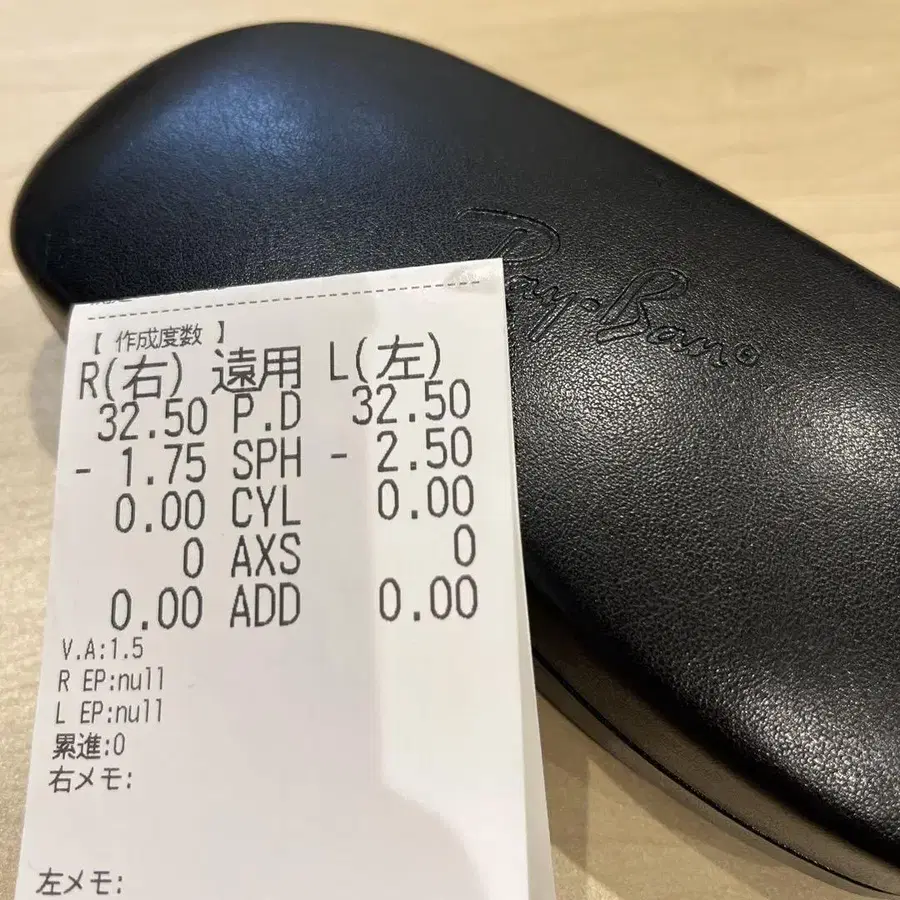 Ray-Ban
【 作成度数 】
R(右) 遠用 L(左)
32.50 P.D 32.50
- 1.75 SPH - 2.50
0.00 CYL 0.00
0 AXS 0
0.00 ADD 0.00
V.A:1.5
R EP:null
L EP:null
累進:0
右メモ:
左メモ: